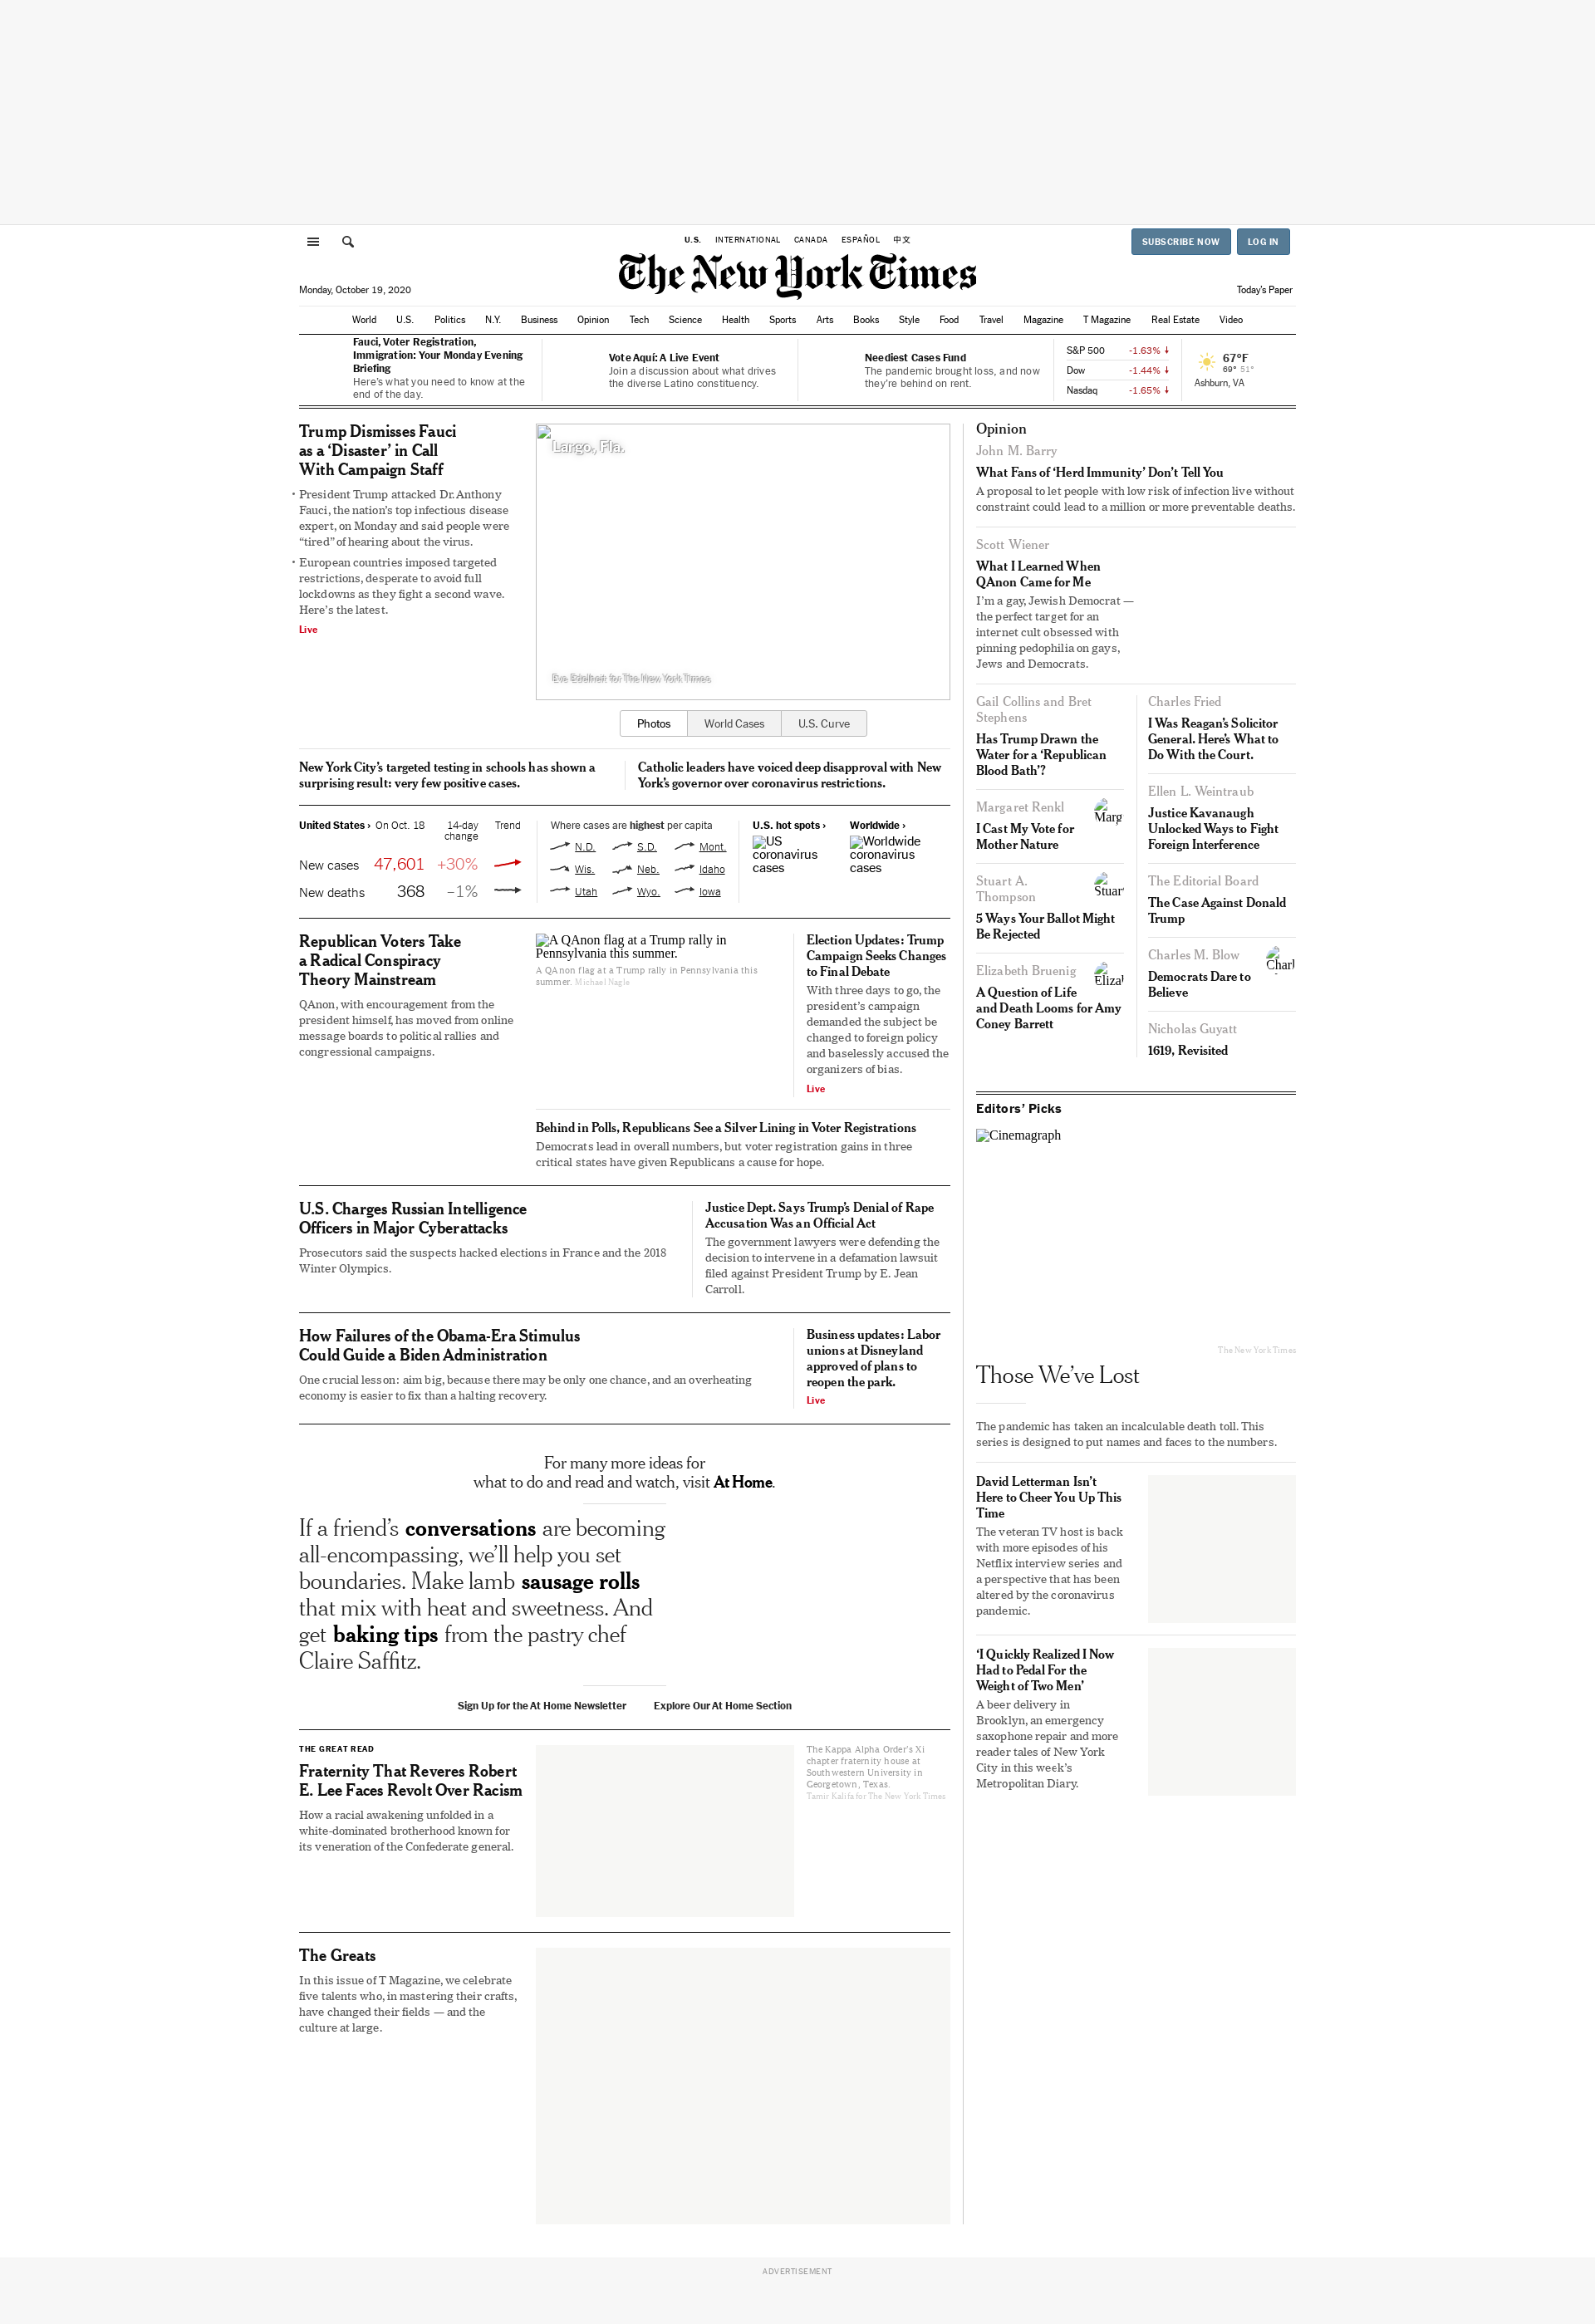 U.S. INTERNATIONAL CANADA ESPAÑOL 中文
SUBSCRIBE NOW LOG IN
The New York Times
Monday, October 19, 2020
Today's Paper
World U.S. Politics N.Y. Business Opinion Tech Science Health Sports Arts Books Style Food Travel Magazine T Magazine Real Estate Video
Fauci, Voter Registration,
Immigration: Your Monday Evening
Briefing
Here's what you need to know at the
end of the day.
Vote Aquí: A Live Event
Join a discussion about what drives
the diverse Latino constituency.
Neediest Cases Fund
The pandemic brought loss, and now
they're behind on rent.
S&P 500 -1.63%
Dow -1.44%
Nasdaq -1.65%
67°F
69° 51°
Ashburn, VA
Trump Dismisses Fauci
as a ‘Disaster’ in Call
With Campaign Staff
• President Trump attacked Dr. Anthony
Fauci, the nation’s top infectious disease
expert, on Monday and said people were
“tired” of hearing about the virus.
• European countries imposed targeted
restrictions, desperate to avoid full
lockdowns as they fight a second wave.
Here’s the latest.
Live
Largo, Fla.
Eve Edelheit for The New York Times
Photos World Cases U.S. Curve
New York City’s targeted testing in schools has shown a
surprising result: very few positive cases.
Catholic leaders have voiced deep disapproval with New
York’s governor over coronavirus restrictions.
United States › On Oct. 18 14-day
change Trend
New cases 47,601 +30%
New deaths 368 –1%
Where cases are highest per capita
N.D. S.D. Mont.
Wis. Neb. Idaho
Utah Wyo. Iowa
U.S. hot spots ›
US
coronavirus
cases
Worldwide ›
Worldwide
coronavirus
cases
Republican Voters Take
a Radical Conspiracy
Theory Mainstream
QAnon, with encouragement from the
president himself, has moved from online
message boards to political rallies and
congressional campaigns.
A QAnon flag at a Trump rally in
Pennsylvania this summer.
A QAnon flag at a Trump rally in Pennsylvania this
summer. Michael Nagle
Election Updates: Trump
Campaign Seeks Changes
to Final Debate
With three days to go, the
president’s campaign
demanded the subject be
changed to foreign policy
and baselessly accused the
organizers of bias.
Live
Behind in Polls, Republicans See a Silver Lining in Voter Registrations
Democrats lead in overall numbers, but voter registration gains in three
critical states have given Republicans a cause for hope.
U.S. Charges Russian Intelligence
Officers in Major Cyberattacks
Prosecutors said the suspects hacked elections in France and the 2018
Winter Olympics.
Justice Dept. Says Trump’s Denial of Rape
Accusation Was an Official Act
The government lawyers were defending the
decision to intervene in a defamation lawsuit
filed against President Trump by E. Jean
Carroll.
How Failures of the Obama-Era Stimulus
Could Guide a Biden Administration
One crucial lesson: aim big, because there may be only one chance, and an overheating
economy is easier to fix than a halting recovery.
Business updates: Labor
unions at Disneyland
approved of plans to
reopen the park.
Live
For many more ideas for
what to do and read and watch, visit At Home.
If a friend’s conversations are becoming
all-encompassing, we’ll help you set
boundaries. Make lamb sausage rolls
that mix with heat and sweetness. And
get baking tips from the pastry chef
Claire Saffitz.
Sign Up for the At Home Newsletter Explore Our At Home Section
THE GREAT READ
Fraternity That Reveres Robert
E. Lee Faces Revolt Over Racism
How a racial awakening unfolded in a
white-dominated brotherhood known for
its veneration of the Confederate general.
The Kappa Alpha Order’s Xi
chapter fraternity house at
Southwestern University in
Georgetown, Texas.
Tamir Kalifa for The New York Times
The Greats
In this issue of T Magazine, we celebrate
five talents who, in mastering their crafts,
have changed their fields — and the
culture at large.
Opinion
John M. Barry
What Fans of ‘Herd Immunity’ Don’t Tell You
A proposal to let people with low risk of infection live without
constraint could lead to a million or more preventable deaths.
Scott Wiener
What I Learned When
QAnon Came for Me
I’m a gay, Jewish Democrat —
the perfect target for an
internet cult obsessed with
pinning pedophilia on gays,
Jews and Democrats.
Gail Collins and Bret
Stephens
Has Trump Drawn the
Water for a ‘Republican
Blood Bath’?
Margaret Renkl
I Cast My Vote for
Mother Nature
Stuart A.
Thompson
5 Ways Your Ballot Might
Be Rejected
Elizabeth Bruenig
A Question of Life
and Death Looms for Amy
Coney Barrett
Charles Fried
I Was Reagan’s Solicitor
General. Here’s What to
Do With the Court.
Ellen L. Weintraub
Justice Kavanaugh
Unlocked Ways to Fight
Foreign Interference
The Editorial Board
The Case Against Donald
Trump
Charles M. Blow
Democrats Dare to
Believe
Nicholas Guyatt
1619, Revisited
Editors’ Picks
Cinemagraph
The New York Times
Those We’ve Lost
The pandemic has taken an incalculable death toll. This
series is designed to put names and faces to the numbers.
David Letterman Isn’t
Here to Cheer You Up This
Time
The veteran TV host is back
with more episodes of his
Netflix interview series and
a perspective that has been
altered by the coronavirus
pandemic.
‘I Quickly Realized I Now
Had to Pedal For the
Weight of Two Men’
A beer delivery in
Brooklyn, an emergency
saxophone repair and more
reader tales of New York
City in this week’s
Metropolitan Diary.
ADVERTISEMENT